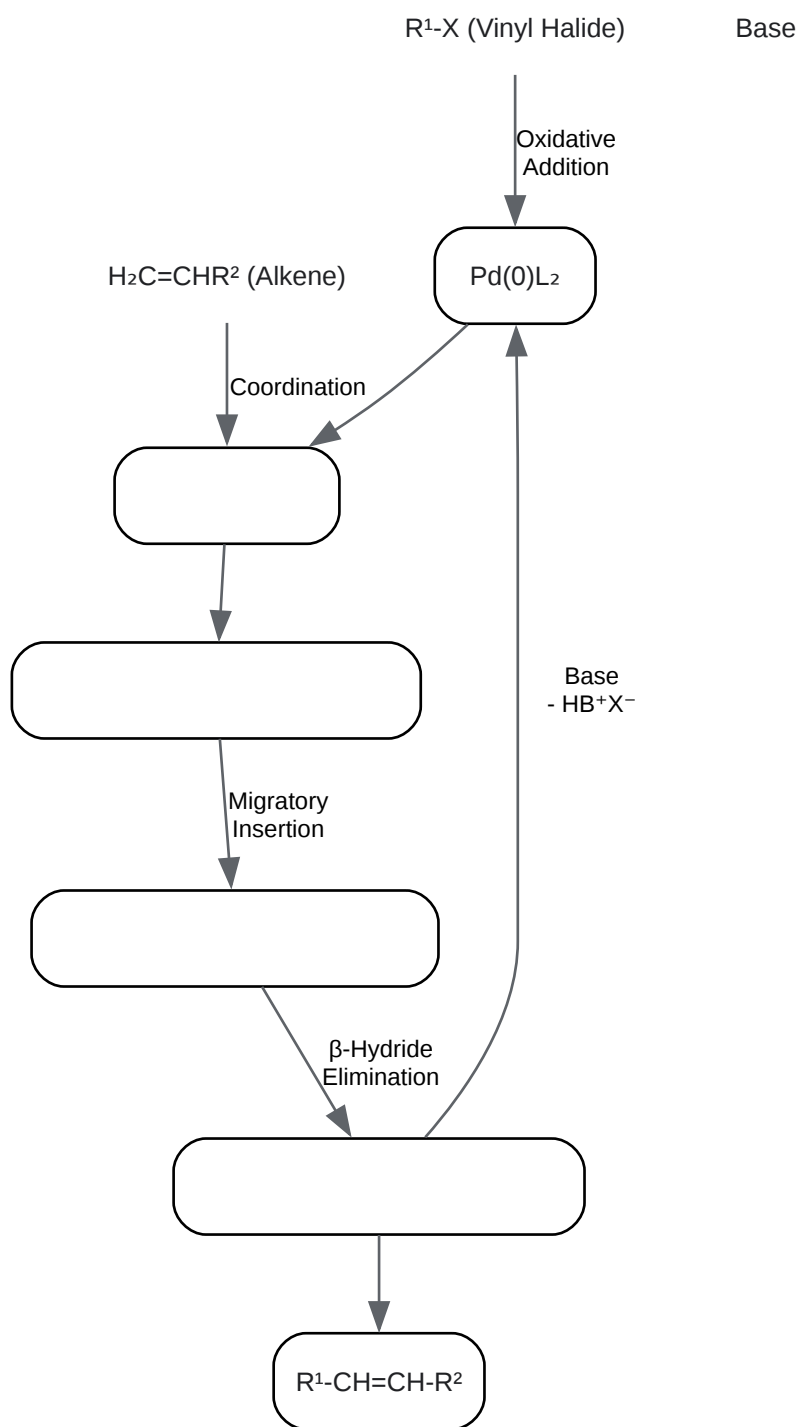 R¹-X (Vinyl Halide)
Base
Oxidative
Addition
H₂C=CHR² (Alkene)
Pd(0)L₂
Coordination
Base
- HB⁺X⁻
Migratory
Insertion
β-Hydride
Elimination
R¹-CH=CH-R²